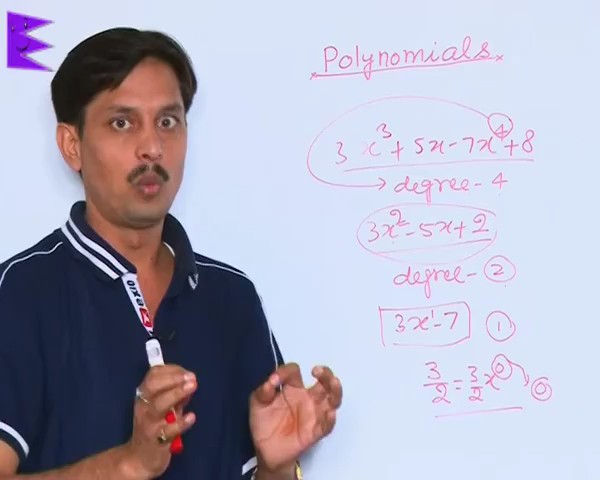 Polynomials
3x³ + 5x - 7x⁴ + 8
degree - 4
3x² - 5x + 2
degree - 2
3x¹ - 7 1
3/2 = 3/2 x⁰ 0